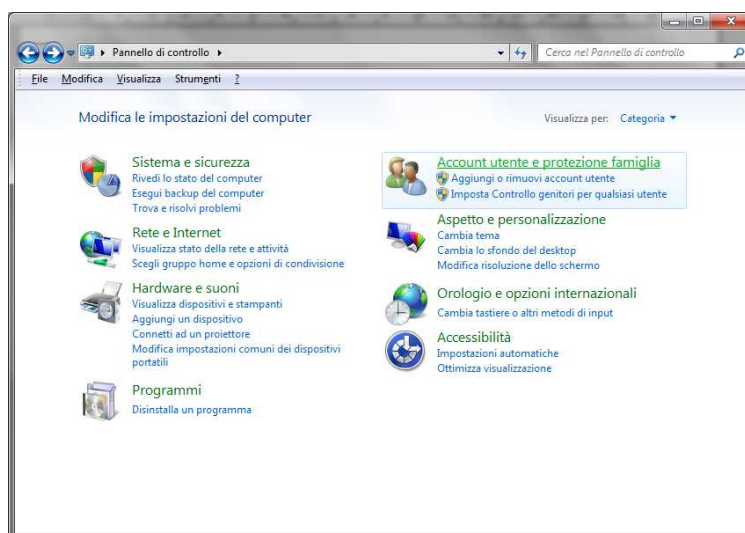 Pannello di controllo
Cerca nel Pannello di controllo
File Modifica Visualizza Strumenti ?
Modifica le impostazioni del computer
Visualizza per: Categoria
Sistema e sicurezza
Rivedi lo stato del computer
Esegui backup del computer
Trova e risolvi problemi
Rete e Internet
Visualizza stato della rete e attività
Scegli gruppo home e opzioni di condivisione
Hardware e suoni
Visualizza dispositivi e stampanti
Aggiungi un dispositivo
Connetti ad un proiettore
Modifica impostazioni comuni dei dispositivi
portatili
Programmi
Disinstalla un programma
Account utente e protezione famiglia
Aggiungi o rimuovi account utente
Imposta Controllo genitori per qualsiasi utente
Aspetto e personalizzazione
Cambia tema
Cambia lo sfondo del desktop
Modifica risoluzione dello schermo
Orologio e opzioni internazionali
Cambia tastiere o altri metodi di input
Accessibilità
Impostazioni automatiche
Ottimizza visualizzazione